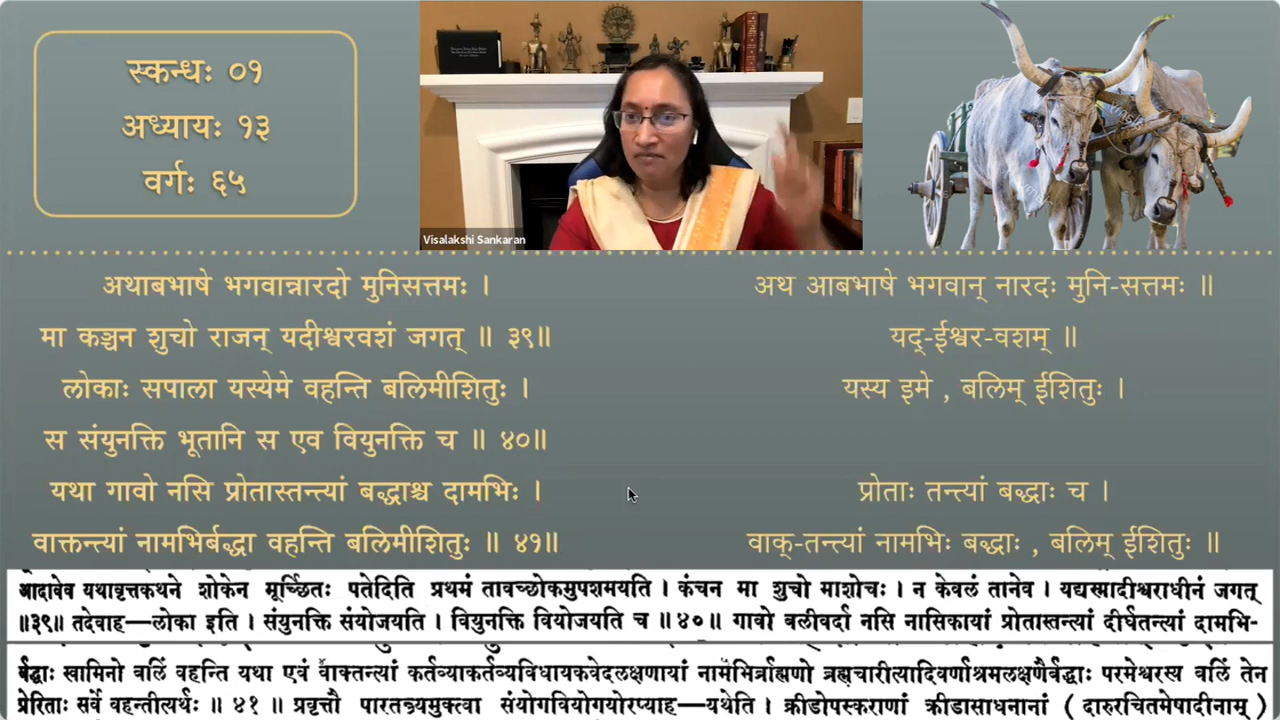 स्कन्धः ०१
अध्यायः १३
वर्गः ६५
Visalakshi Sankaran
अथाबभाषे भगवान्नारदो मुनिसत्तमः ।
अथ आबभाषे भगवान् नारदः मुनि-सत्तमः ॥
मा कञ्चन शुचो राजन् यदीश्वरवशं जगत् ॥ ३९॥
यद्-ईश्वर-वशम् ॥
लोकाः सपाला यस्येमे वहन्ति बलिमीशितुः ।
यस्य इमे , बलिम् ईशितुः ।
स संयुनक्ति भूतानि स एव वियुनक्ति च ॥ ४०॥
यथा गावो नसि प्रोतास्तन्त्यां बद्धाश्च दामभिः ।
प्रोताः तन्त्यां बद्धाः च ।
वाक्तन्त्यां नामभिर्बद्धा वहन्ति बलिमीशितुः ॥ ४१॥
वाक्-तन्त्यां नामभिः बद्धाः , बलिम् ईशितुः ॥
आदावेव यथावृत्तकथने शोकेन मूर्च्छितः पतेदिति प्रथमं तावच्छोकमुपशमयति । कंचन मा शुचो माशोचः । न केवलं तानेव । यद्यस्मादीश्वराधीनं जगत्
॥३९॥ तदेवाह—लोका इति । संयुनक्ति संयोजयति । वियुनक्ति वियोजयति च ॥४०॥ गावो बलीवर्दा नसि नासिकायां प्रोतास्तन्त्यां दीर्घतन्त्यां दामभि-
र्बद्धाः स्वामिनो बलिं वहन्ति यथा एवं वाक्तन्त्यां कर्तव्याकर्तव्यविधायकवेदलक्षणायां नामभिर्ब्राह्मणो ब्रह्मचारीत्यादिवर्णाश्रमलक्षणैर्बद्धाः परमेश्वरस्य बलिं तेन
प्रेरिताः सर्वे वहन्तीत्यर्थः ॥ ४१ ॥ प्रवृत्तौ पारतन्त्र्यमुक्त्वा संयोगवियोगयोरप्याह—यथेति । क्रीडोपस्कराणां क्रीडासाधनानां ( दारुरचितमेषादीनाम् )